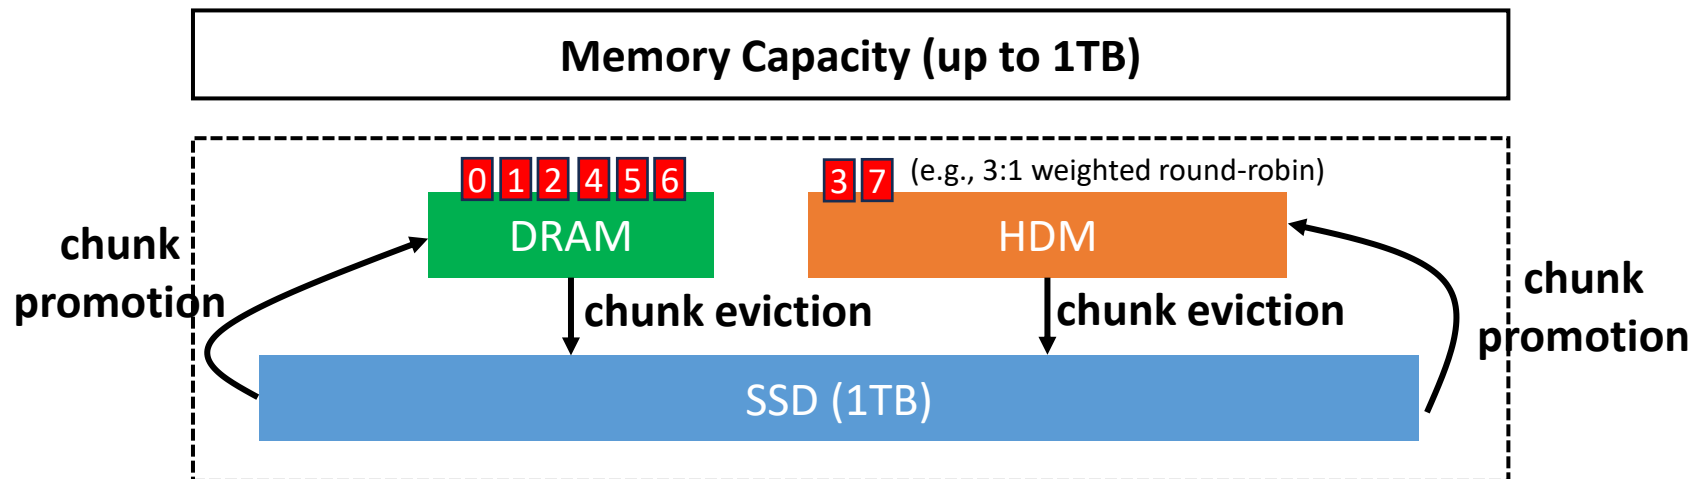 Memory Capacity (up to 1TB)
0 1 2 4 5 6
3 7 (e.g., 3:1 weighted round-robin)
DRAM
HDM
chunk
promotion
chunk eviction
chunk eviction
chunk
promotion
SSD (1TB)